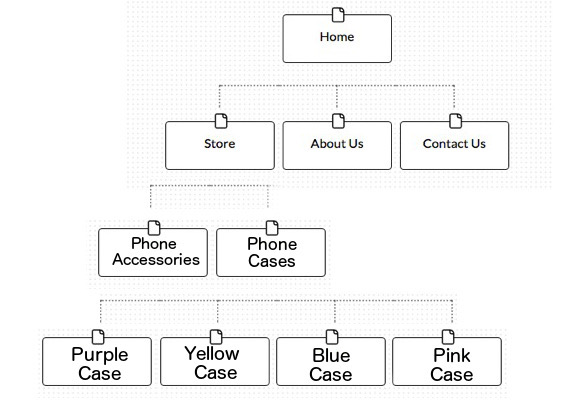 Home
Store
About Us
Contact Us
Phone
Accessories
Phone
Cases
Purple
Case
Yellow
Case
Blue
Case
Pink
Case